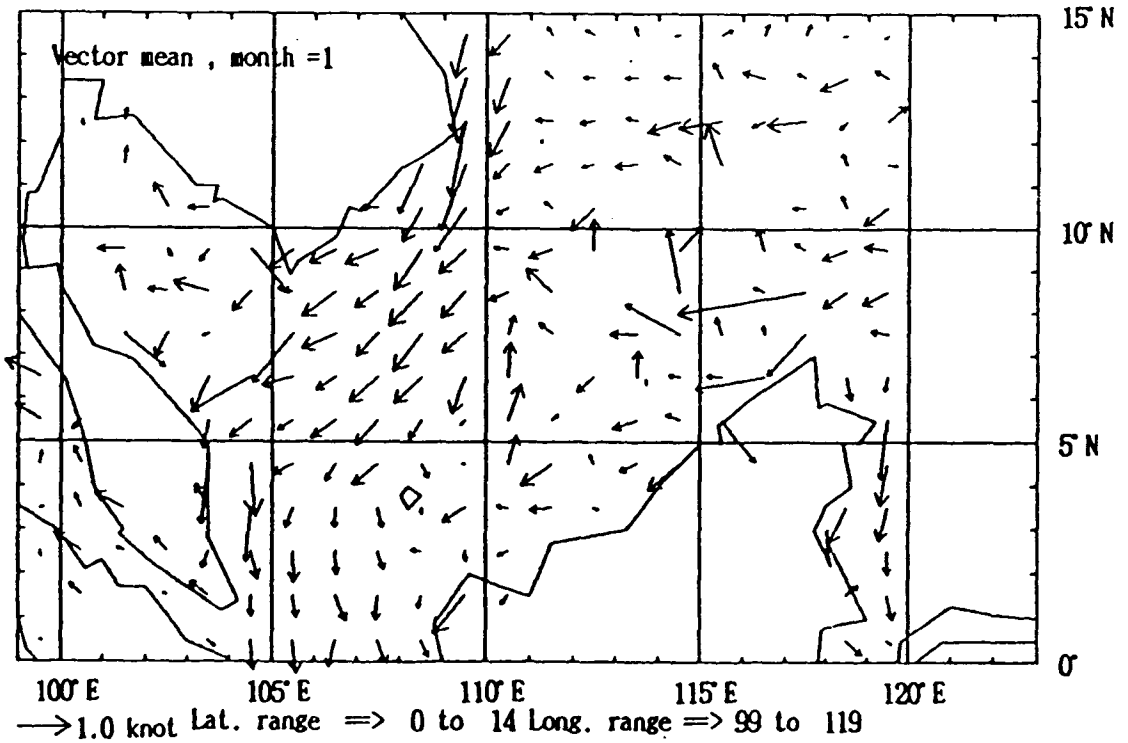 15° N
Vector mean , month =1
10° N
5° N
0°
100° E 105° E 110° E 115° E 120° E
1.0 knot Lat. range => 0 to 14 Long. range => 99 to 119